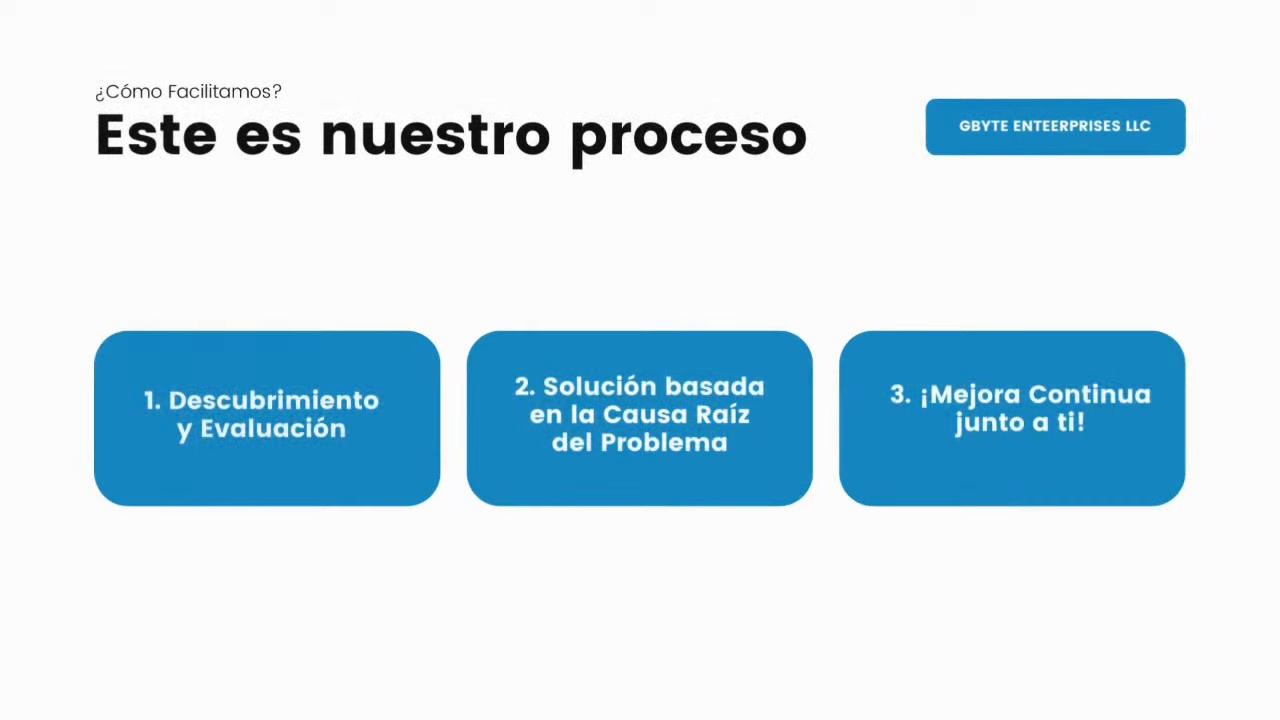 ¿Cómo Facilitamos?
Este es nuestro proceso
GBYTE ENTEERPRISES LLC
1. Descubrimiento
y Evaluación
2. Solución basada
en la Causa Raíz
del Problema
3. ¡Mejora Continua
junto a ti!